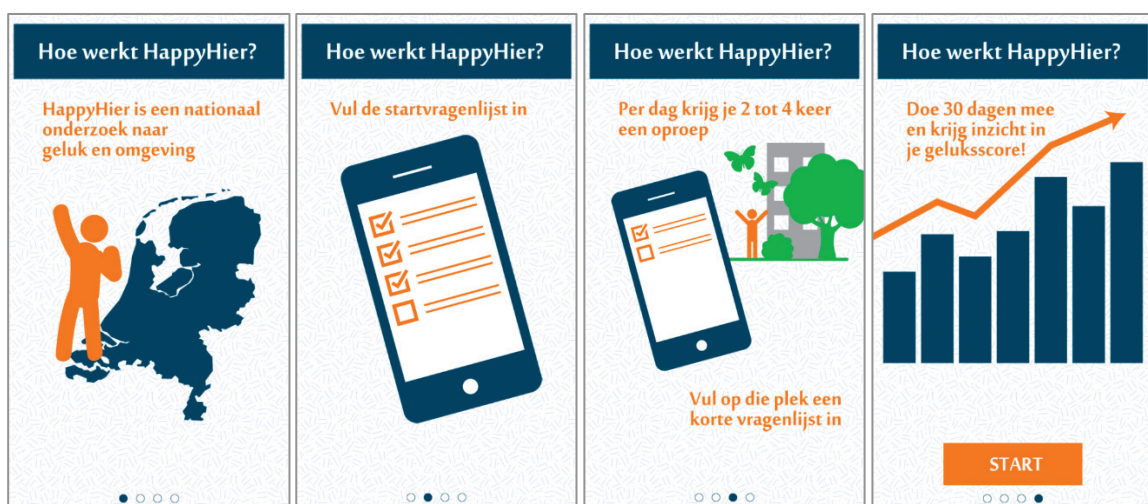 Hoe werkt HappyHier?
HappyHier is een nationaal
onderzoek naar
geluk en omgeving
Hoe werkt HappyHier?
Vul de startvragenlijst in
Hoe werkt HappyHier?
Per dag krijg je 2 tot 4 keer
een oproep
Vul op die plek een
korte vragenlijst in
Hoe werkt HappyHier?
Doe 30 dagen mee
en krijg inzicht in
je geluksscore!
START